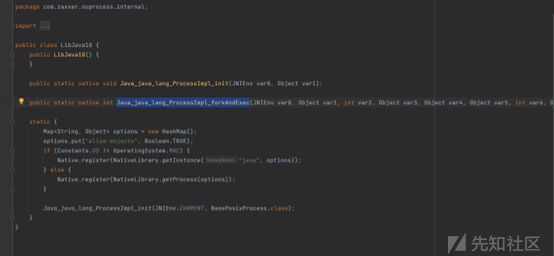 package com.zaxxer.nuprocess.internal;
import ...
public class LibJava10 {
public LibJava10() {
}
public static native void Java_java_lang_ProcessImpl_init(JNIEnv var0, Object var1);
public static native int Java_java_lang_ProcessImpl_forkAndExec(JNIEnv var0, Object var1, int var2, Object var3, Object var4, Object var5, int var6, O
static {
Map<String, Object> options = new HashMap();
options.put("allow-objects", Boolean.TRUE);
if (Constants.OS != OperatingSystem.MAC) {
Native.register(NativeLibrary.getInstance( "java", options));
} else {
Native.register(NativeLibrary.getProcess(options));
}
Java_java_lang_ProcessImpl_init(JNIEnv.CURRENT, BasePosixProcess.class);
}
}
先知社区